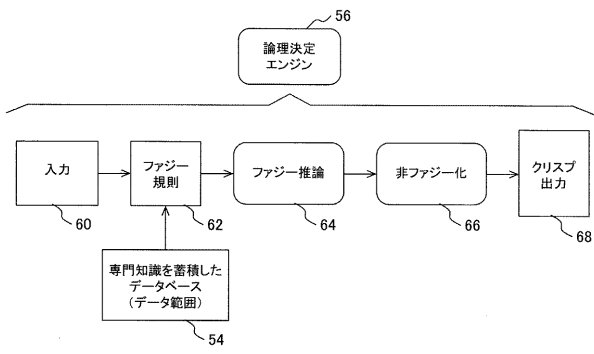 56
論理決定
エンジン
入力
ファジー
規則
ファジー推論
非ファジー化
クリスプ
出力
60
62
64
66
68
専門知識を蓄積した
データベース
(データ範囲)
54